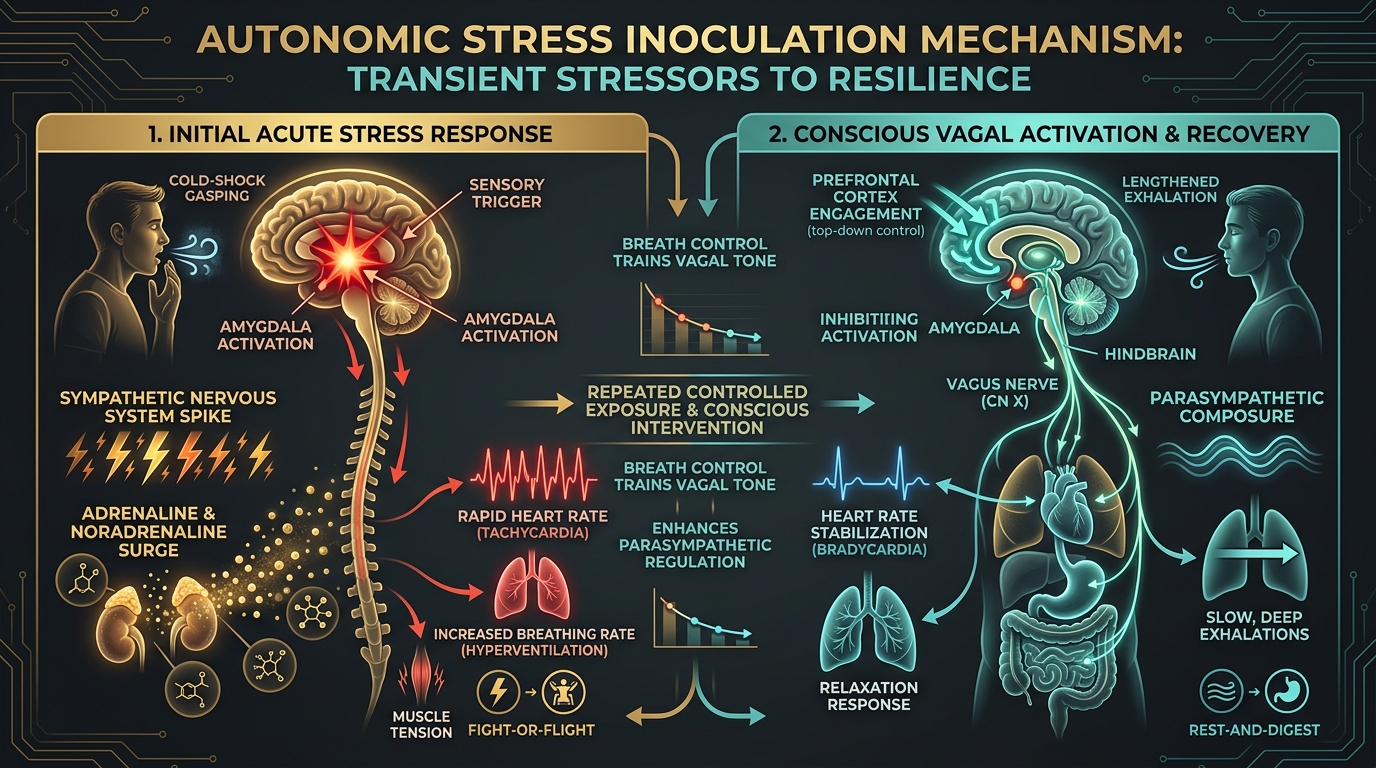 AUTONOMIC STRESS INOCULATION MECHANISM:
TRANSIENT STRESSORS TO RESILIENCE
1. INITIAL ACUTE STRESS RESPONSE
COLD-SHOCK
GASPING
SENSORY
TRIGGER
AMYGDALA
ACTIVATION
AMYGDALA
ACTIVATION
SYMPATHETIC NERVOUS
SYSTEM SPIKE
ADRENALINE &
NORADRENALINE
SURGE
RAPID HEART RATE
(TACHYCARDIA)
INCREASED BREATHING RATE
(HYPERVENTILATION)
MUSCLE
TENSION
FIGHT-OR-FLIGHT
BREATH CONTROL
TRAINS VAGAL TONE
REPEATED CONTROLLED
EXPOSURE & CONSCIOUS
INTERVENTION
BREATH CONTROL
TRAINS VAGAL TONE
ENHANCES
PARASYMPATHETIC
REGULATION
2. CONSCIOUS VAGAL ACTIVATION & RECOVERY
PREFRONTAL
CORTEX
ENGAGEMENT
(top-down control)
LENGTHENED
EXHALATION
ACTIVATION
AMYGDALA
HINDBRAIN
VAGUS NERVE
(CN X)
PARASYMPATHETIC
COMPOSURE
HEART RATE
STABILIZATION
(BRADYCARDIA)
RELAXATION
RESPONSE
SLOW, DEEP
EXHALATIONS
REST-AND-DIGEST